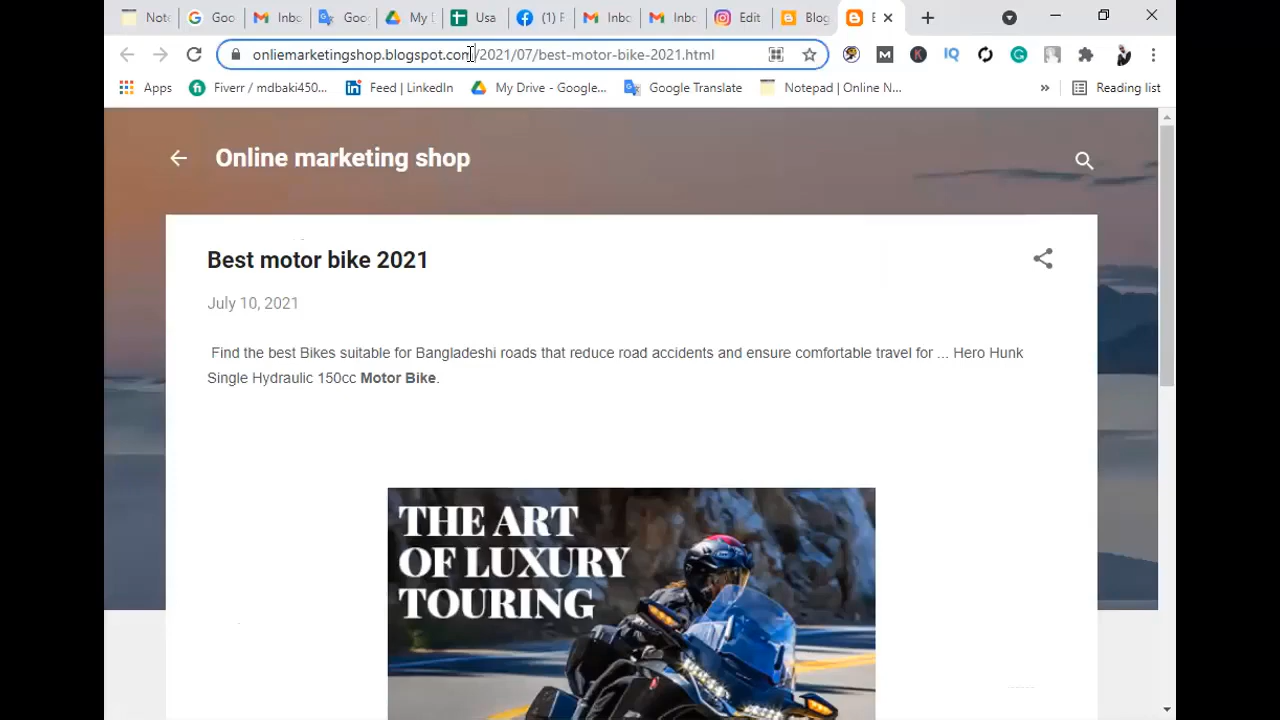 Note
Goo
Inbo
Goo
My I
Usa
(1) F
Inbo
Inbo
Edit
Blog
onliemarketingshop.blogspot.com/2021/07/best-motor-bike-2021.html
Apps
Fiverr / mdbaki450...
Feed | LinkedIn
My Drive - Google...
Google Translate
Notepad | Online N...
»
Reading list
Online marketing shop
Best motor bike 2021
July 10, 2021
Find the best Bikes suitable for Bangladeshi roads that reduce road accidents and ensure comfortable travel for ... Hero Hunk
Single Hydraulic 150cc Motor Bike.
THE ART
OF LUXURY
TOURING